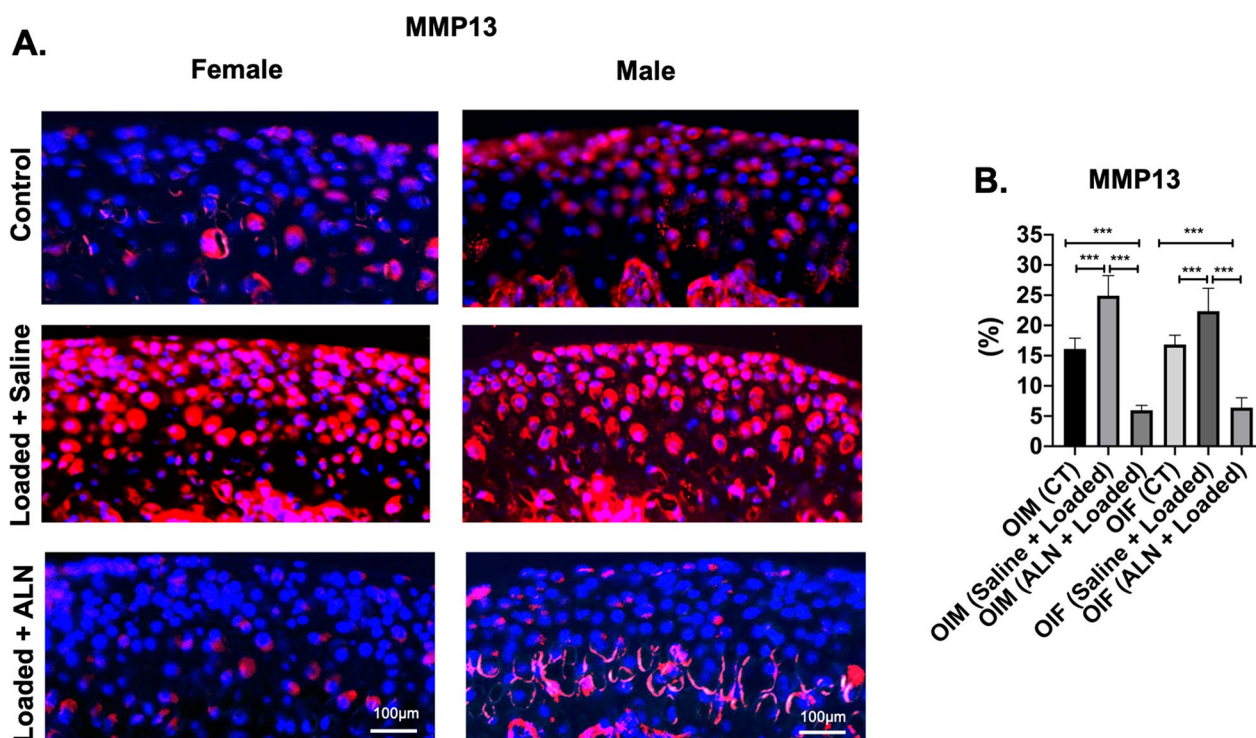 A.
MMP13
Female
Male
Control
Loaded + Saline
Loaded + ALN
100µm
100µm
B.
MMP13
(%)
35
30
25
20
15
10
5
0
***
***
***
***
***
***
OIM (CT)
OIM (Saline + Loaded)
OIM (ALN + Loaded)
OIF (CT)
OIF (Saline + Loaded)
OIF (ALN + Loaded)